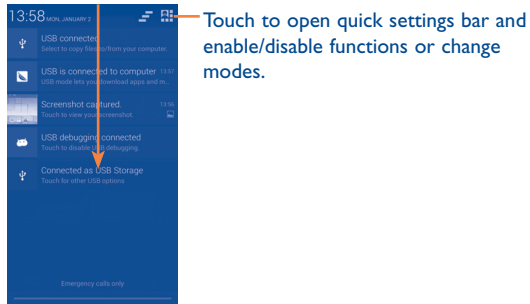 13:58 MON, JANUARY 2
Touch to open quick settings bar and
enable/disable functions or change
modes.
USB connected
Select to copy files to/from your computer.
USB is connected to computer 13:57
USB mode lets you download apps and m..
Screenshot captured. 13:56
Touch to view your screenshot.
USB debugging connected
Touch to disable USB debugging.
Connected as USB Storage
Touch for other USB options
Emergency calls only